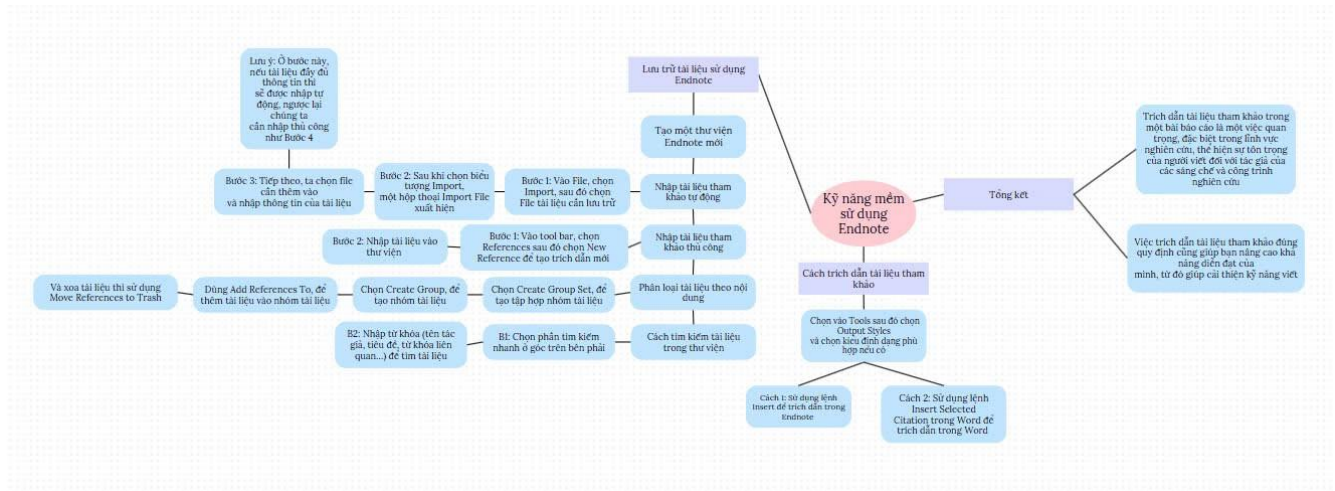 Kỹ năng mềm
sử dụng
Endnote
Lưu trữ tài liệu sử dụng
Endnote
Tạo một thư viện
Endnote mới
Nhập tài liệu tham
khảo tự động
Bước 1: Vào File, chọn
Import, sau đó chọn
File tài liệu cần lưu trữ
Bước 2: Sau khi chọn biểu
tượng Import,
một hộp thoại Import File
xuất hiện
Bước 3: Tiếp theo, ta chọn file
cần thêm vào
và nhập thông tin của tài liệu
Lưu ý: Ở bước này,
nếu tài liệu đầy đủ
thông tin thì
sẽ được nhập tự
động, ngược lại
chúng ta
cần nhập thủ công
như Bước 4
Nhập tài liệu tham
khảo thủ công
Bước 1: Vào tool bar, chọn
References sau đó chọn New
Reference để tạo trích dẫn mới
Bước 2: Nhập tài liệu vào
thư viện
Phân loại tài liệu theo nội
dung
Chọn Create Group Set, để
tạo tập hợp nhóm tài liệu
Chọn Create Group, để
tạo nhóm tài liệu
Dùng Add References To, để
thêm tài liệu vào nhóm tài liệu
Và xoa tài liệu thì sử dụng
Move References to Trash
Cách tìm kiếm tài liệu
trong thư viện
B1: Chọn phần tìm kiếm
nhanh ở góc trên bên phải
B2: Nhập từ khóa (tên tác
giả, tiêu đề, từ khóa liên
quan...) để tìm tài liệu
Cách trích dẫn tài liệu tham
khảo
Chọn vào Tools sau đó chọn
Output Styles
và chọn kiểu định dạng phù
hợp nếu có
Cách 1: Sử dụng lệnh
Insert để trích dẫn trong
Endnote
Cách 2: Sử dụng lệnh
Insert Selected
Citation trong Word để
trích dẫn trong Word
Tổng kết
Trích dẫn tài liệu tham khảo trong
một bài báo cáo là một việc quan
trọng, đặc biệt trong lĩnh vực
nghiên cứu, thể hiện sự tôn trọng
của người viết đối với tác giả của
các sáng chế và công trình
nghiên cứu
Việc trích dẫn tài liệu tham khảo đúng
quy định cũng giúp bạn nâng cao khả
năng diễn đạt của
mình, từ đó giúp cải thiện kỹ năng viết